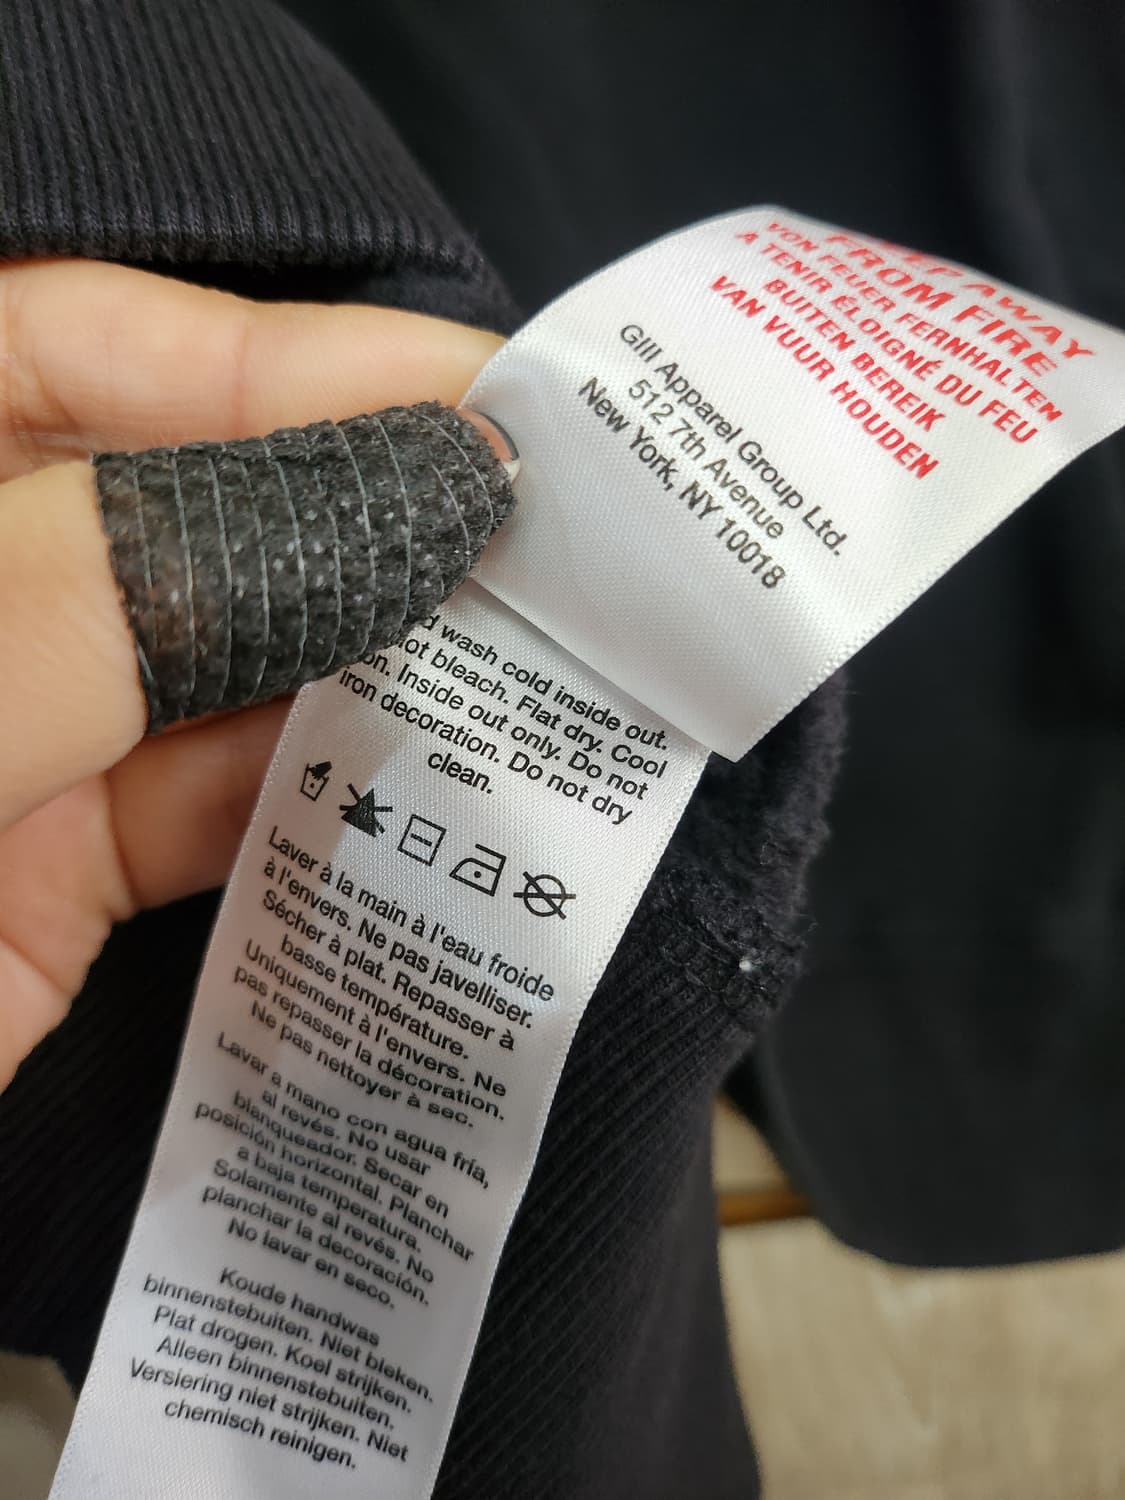 AWAY
FROM FIRE
VON FEUER FERNHALTEN
A TENIR ÉLOIGNÉ DU FEU
BUITEN BEREIK
VAN VUUR HOUDEN
GIII Apparel Group Ltd.
512 7th Avenue
New York, NY 10018
wash cold inside out.
bleach. Flat dry. Cool
Inside out only. Do not
iron decoration. Do not dry
clean.
Laver à la main à l'eau froide
à l'envers. Ne pas javelliser.
Sécher à plat. Repasser à
basse température.
Uniquement à l'envers. Ne
pas repasser la décoration.
Ne pas nettoyer à sec.
Lavar a mano con agua fría,
al revés. No usar
blanqueador. Secar en
posición horizontal. Planchar
a baja temperatura.
Solamente al revés. No
planchar la decoración.
No lavar en seco.
Koude handwas
binnenstebuiten. Niet bleken.
Plat drogen. Koel strijken.
Alleen binnenstebuiten.
Versiering niet strijken. Niet
chemisch reinigen.